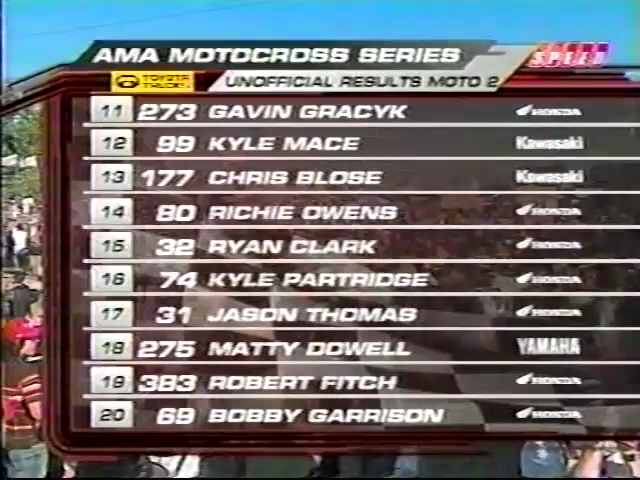 AMA MOTOCROSS SERIES
SPEED
TOYOTA TRUCKS UNOFFICIAL RESULTS MOTO 2
11 273 GAVIN GRACYK HONDA
12 99 KYLE MACE Kawasaki
13 177 CHRIS BLOSE Kawasaki
14 80 RICHIE OWENS HONDA
15 32 RYAN CLARK HONDA
16 74 KYLE PARTRIDGE HONDA
17 31 JASON THOMAS HONDA
18 275 MATTY DOWELL YAMAHA
19 383 ROBERT FITCH HONDA
20 69 BOBBY GARRISON HONDA